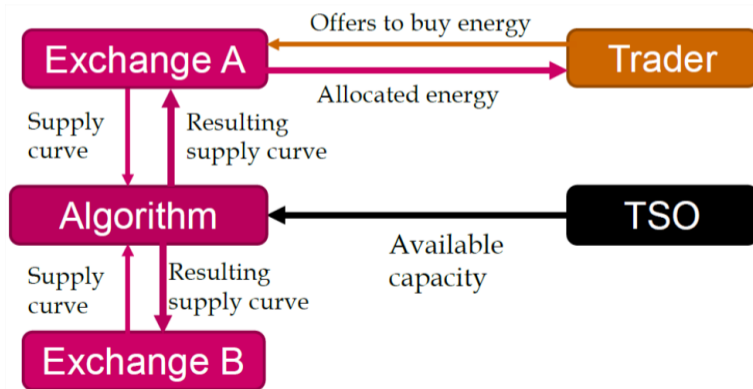 Offers to buy energy
Exchange A
Trader
Allocated energy
Supply
curve
Resulting
supply curve
Algorithm
TSO
Available
capacity
Supply
curve
Resulting
supply curve
Exchange B